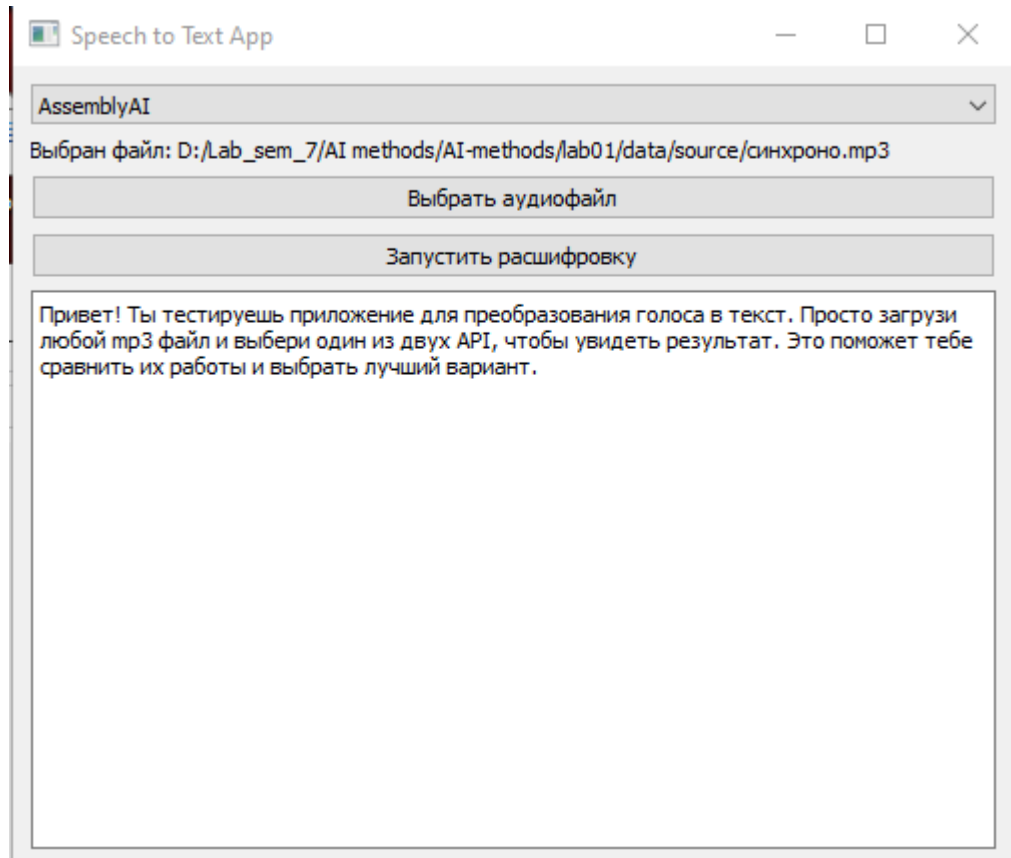 Speech to Text App
AssemblyAI
Выбран файл: D:/Lab_sem_7/AI methods/AI-methods/lab01/data/source/синхроно.mp3
Выбрать аудиофайл
Запустить расшифровку
Привет! Ты тестируешь приложение для преобразования голоса в текст. Просто загрузи
любой mp3 файл и выбери один из двух API, чтобы увидеть результат. Это поможет тебе
сравнить их работы и выбрать лучший вариант.